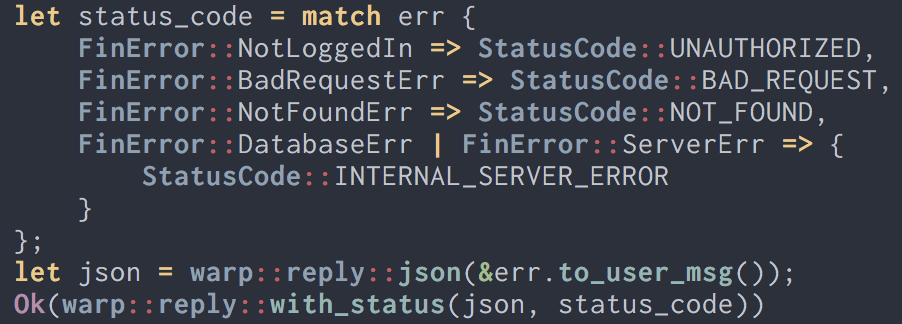 let status_code = match err {
    FinError::NotLoggedIn => StatusCode::UNAUTHORIZED,
    FinError::BadRequestErr => StatusCode::BAD_REQUEST,
    FinError::NotFoundErr => StatusCode::NOT_FOUND,
    FinError::DatabaseErr | FinError::ServerErr => {
        StatusCode::INTERNAL_SERVER_ERROR
    }
};
let json = warp::reply::json(&err.to_user_msg());
Ok(warp::reply::with_status(json, status_code))